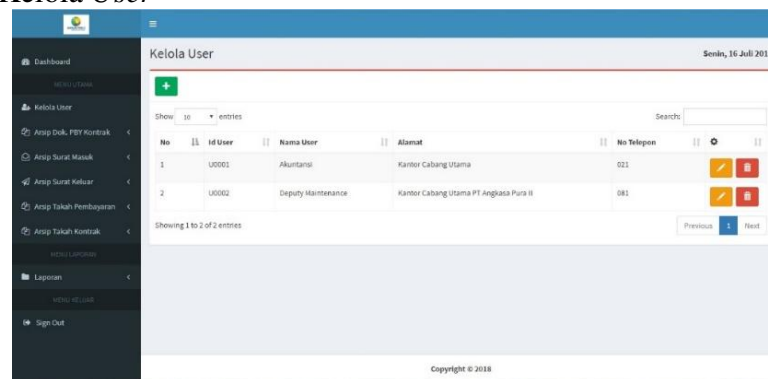 Kelola User
Kelola User
Senin, 16 Juli 201
Dashboard
MENU UTAMA
Kelola User
Arsip Dok. PBY Kontrak
Arsip Surat Masuk
Arsip Surat Keluar
Arsip Takah Pembayaran
Arsip Takah Kontrak
MENU LAPORAN
Laporan
MENU KELUAR
Sign Out
Show 10 entries
Search:
No Id User Nama User Alamat No Telepon
1 U0001 Akuntansi Kantor Cabang Utama 021
2 U0002 Deputy Maintenance Kantor Cabang Utama PT Angkasa Pura II 081
Showing 1 to 2 of 2 entries
Previous 1 Next
Copyright © 2018